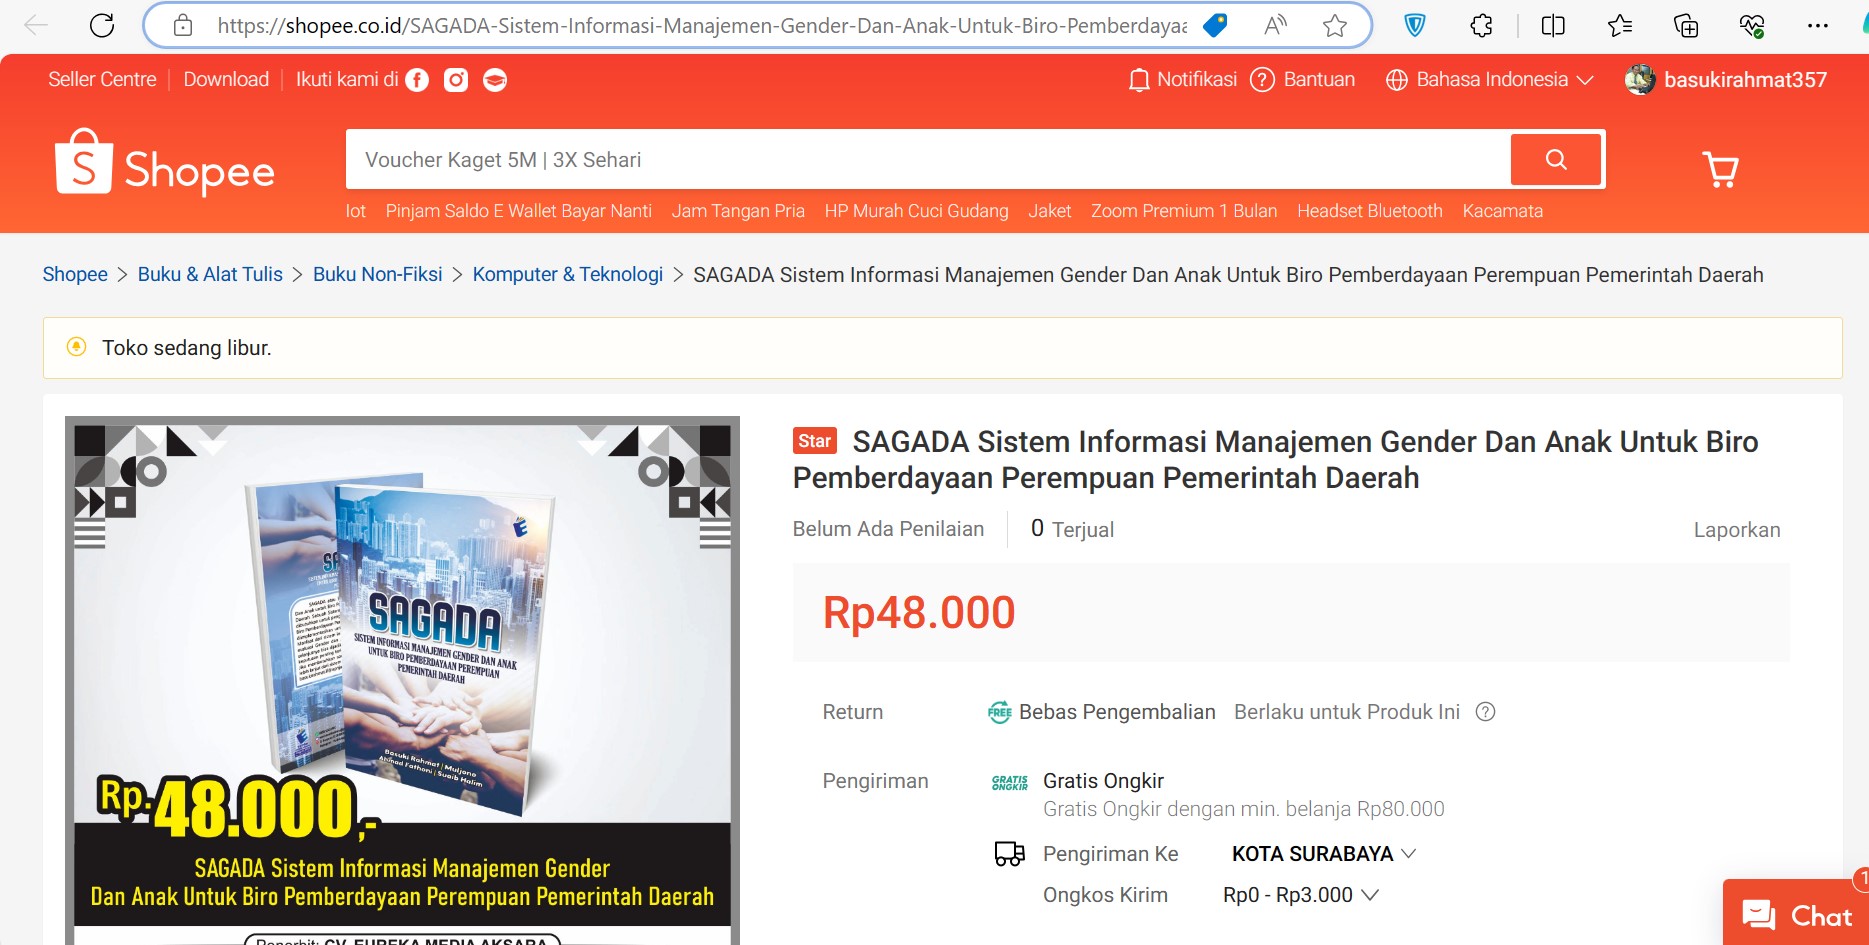 https://shopee.co.id/SAGADA-Sistem-Informasi-Manajemen-Gender-Dan-Anak-Untuk-Biro-Pemberdayaa
Seller Centre
Download
Ikuti kami di
Notifikasi
Bantuan
Bahasa Indonesia
basukirahmat357
Shopee
Voucher Kaget 5M | 3X Sehari
Iot Pinjam Saldo E Wallet Bayar Nanti Jam Tangan Pria HP Murah Cuci Gudang Jaket Zoom Premium 1 Bulan Headset Bluetooth Kacamata
Shopee > Buku & Alat Tulis > Buku Non-Fiksi > Komputer & Teknologi > SAGADA Sistem Informasi Manajemen Gender Dan Anak Untuk Biro Pemberdayaan Perempuan Pemerintah Daerah
Toko sedang libur.
SAGADA
SISTEM INFORMASI MANAJEMEN GENDER DAN ANAK
UNTUK BIRO PEMBERDAYAAN PEREMPUAN
PEMERINTAH DAERAH
Basuki Rahmat | Muljono
Ahmad Fathoni | Suaib Halim
Rp.48.000,-
SAGADA Sistem Informasi Manajemen Gender
Dan Anak Untuk Biro Pemberdayaan Perempuan Pemerintah Daerah
Penerbit: CV. EUREKA MEDIA AKSARA
Star SAGADA Sistem Informasi Manajemen Gender Dan Anak Untuk Biro
Pemberdayaan Perempuan Pemerintah Daerah
Belum Ada Penilaian
0 Terjual
Laporkan
Rp48.000
Return
FREE Bebas Pengembalian Berlaku untuk Produk Ini
Pengiriman
GRATIS ONGKIR Gratis Ongkir
Gratis Ongkir dengan min. belanja Rp80.000
Pengiriman Ke KOTA SURABAYA
Ongkos Kirim Rp0 - Rp3.000
1
Chat